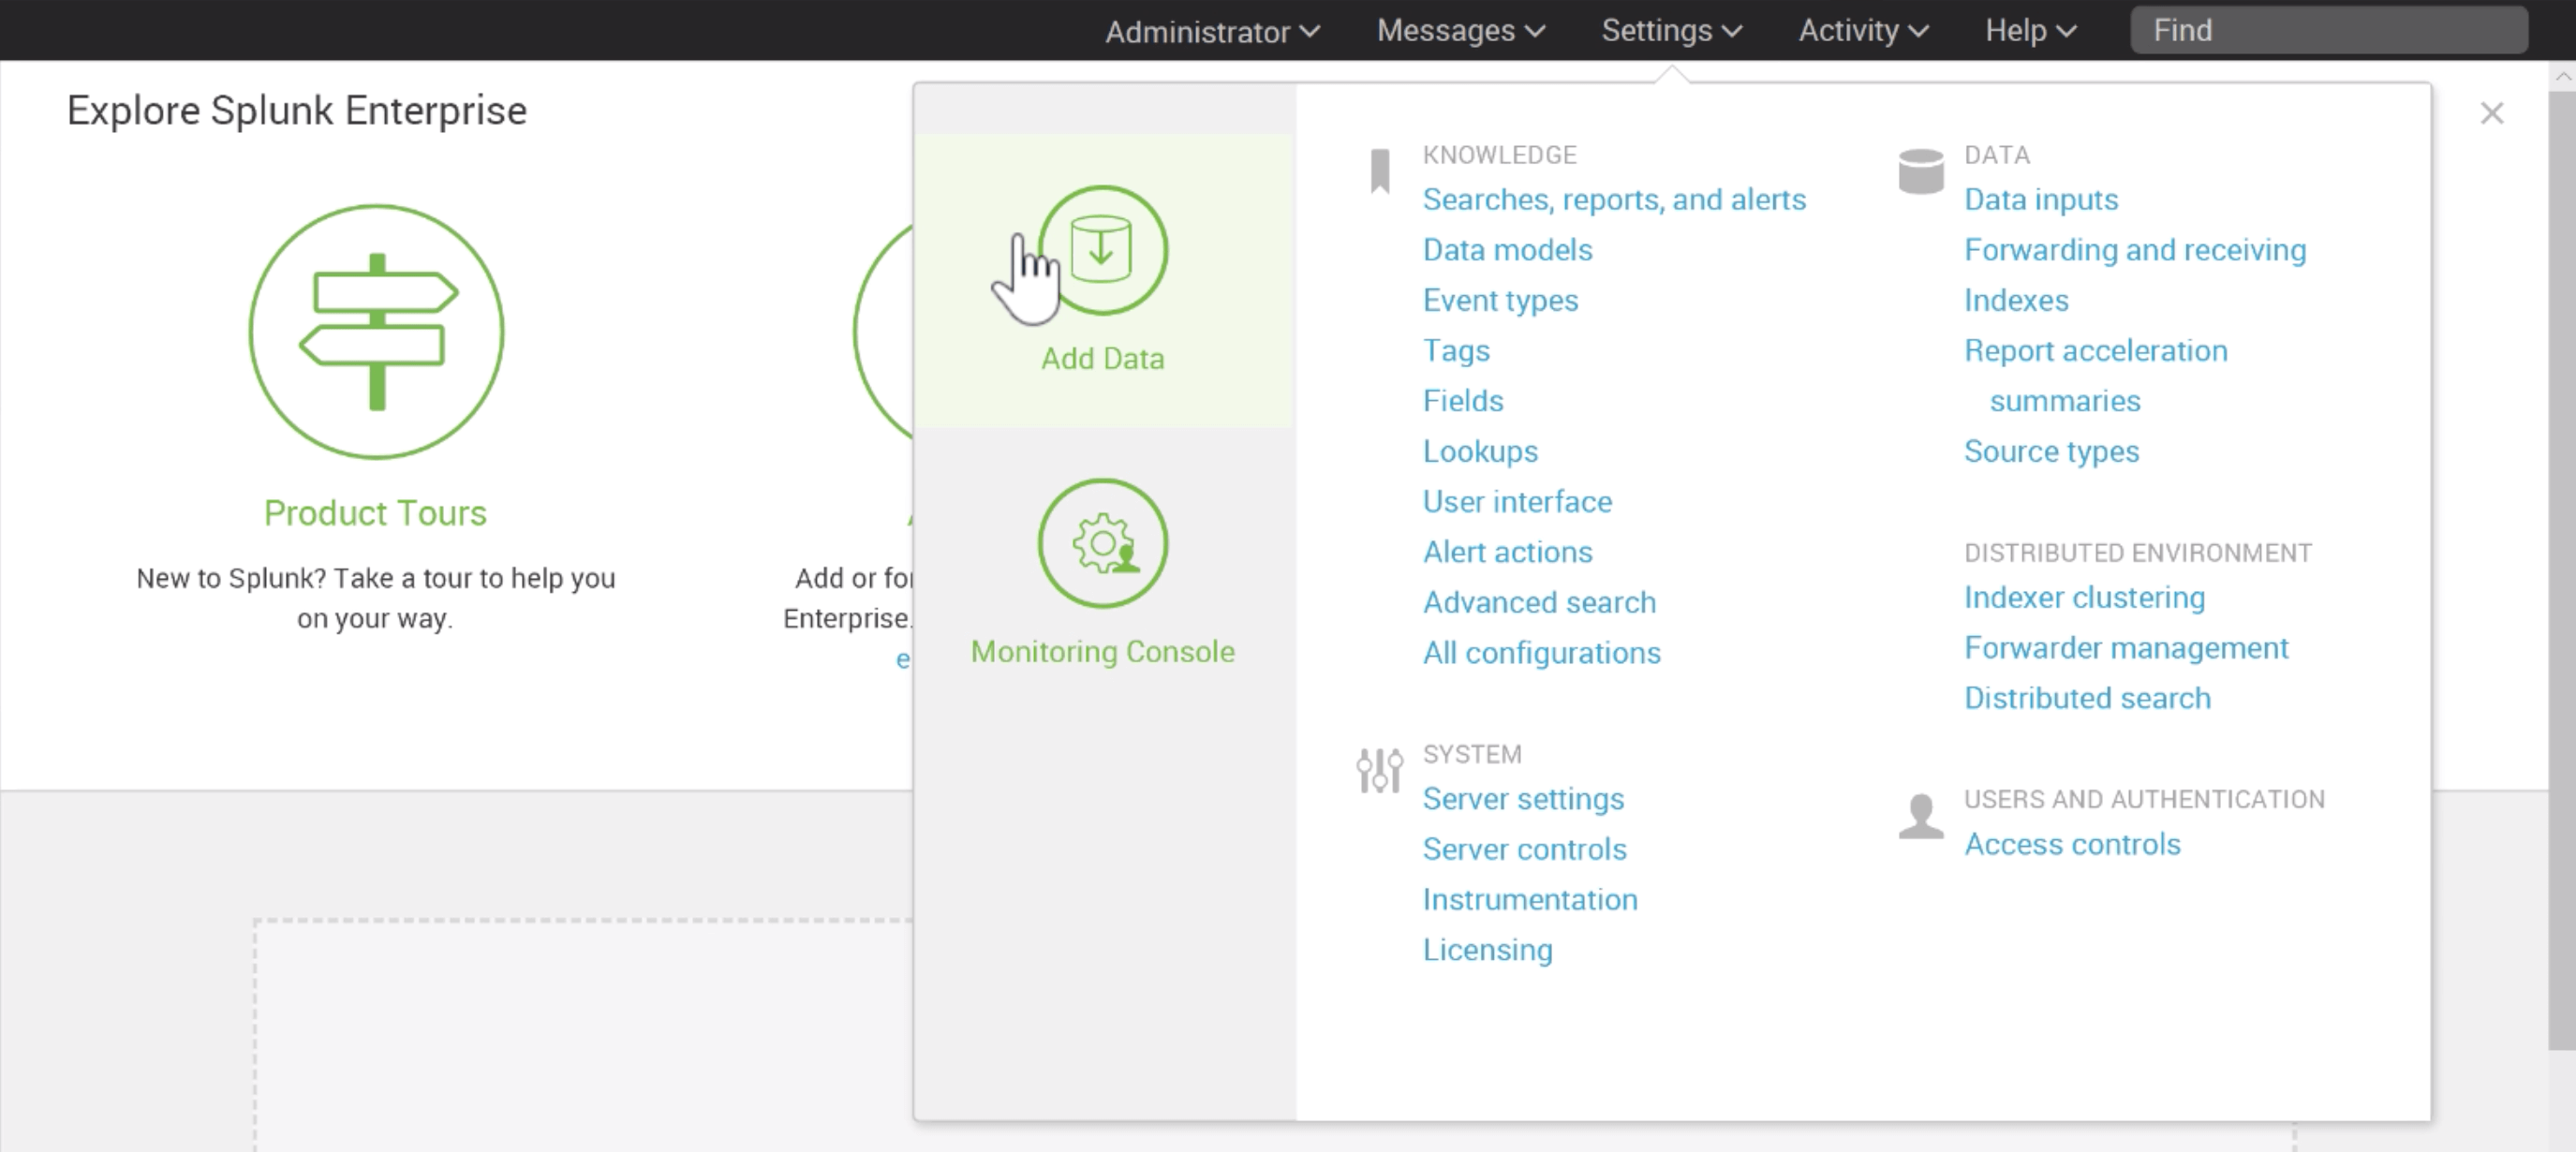 Administrator
Messages
Settings
Activity
Help
Find
Explore Splunk Enterprise
Product Tours
New to Splunk? Take a tour to help you
on your way.
Add or for
Enterprise.
e
Add Data
Monitoring Console
KNOWLEDGE
Searches, reports, and alerts
Data models
Event types
Tags
Fields
Lookups
User interface
Alert actions
Advanced search
All configurations
SYSTEM
Server settings
Server controls
Instrumentation
Licensing
DATA
Data inputs
Forwarding and receiving
Indexes
Report acceleration
summaries
Source types
DISTRIBUTED ENVIRONMENT
Indexer clustering
Forwarder management
Distributed search
USERS AND AUTHENTICATION
Access controls